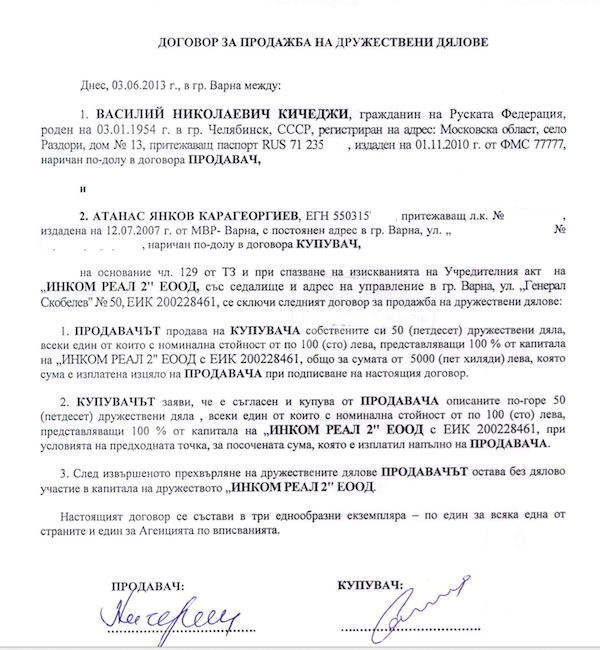 ДОГОВОР ЗА ПРОДАЖБА НА ДРУЖЕСТВЕНИ ДЯЛОВЕ
Днес, 03.06.2013 г., в гр. Варна между:
1. ВАСИЛИЙ НИКОЛАЕВИЧ КИЧЕДЖИ, гражданин на Руската Федерация,
роден на 03.01.1954 г. в гр. Челябинск, СССР, регистриран на адрес: Московска област, село
Раздори, дом № 13, притежаващ паспорт RUS 71 235 , издаден на 01.11.2010 г. от ФМС 77777,
наричан по-долу в договора ПРОДАВАЧ,
и
2. АТАНАС ЯНКОВ КАРАГЕОРГИЕВ, ЕГН 550315 притежаващ л.к. № ,
издадена на 12.07.2007 г. от МВР- Варна, с постоянен адрес в гр. Варна, ул. „ №
, наричан по-долу в договора КУПУВАЧ,
на основание чл. 129 от ТЗ и при спазване на изискванията на Учредителния акт на
„ИНКОМ РЕАЛ 2" ЕООД, със седалище и адрес на управление в гр. Варна, ул. „Генерал
Скобелев" № 50, ЕИК 200228461, се сключи следният договор за продажба на дружествени дялове:
1. ПРОДАВАЧЪТ продава на КУПУВАЧА собствените си 50 (петдесет) дружествени дяла,
всеки един от които с номинална стойност от по 100 (сто) лева, представляващи 100 % от капитала
на „ИНКОМ РЕАЛ 2" ЕООД с ЕИК 200228461, общо за сумата от 5000 (пет хиляди) лева, която
сума е изплатена изцяло на ПРОДАВАЧА при подписване на настоящия договор.
2. КУПУВАЧЪТ заяви, че е съгласен и купува от ПРОДАВАЧА описаните по-горе 50
(петдесет) дружествени дяла , всеки един от които с номинална стойност от по 100 (сто) лева,
представляващи 100 % от капитала на „ИНКОМ РЕАЛ 2" ЕООД с ЕИК 200228461, при
условията на предходната точка, за посочената сума, която е изплатил напълно на ПРОДАВАЧА.
3. След извършеното прехвърляне на дружествените дялове ПРОДАВАЧЪТ остава без дялово
участие в капитала на дружеството „ИНКОМ РЕАЛ 2" ЕООД.
Настоящият договор се състави в три еднообразни екземпляра – по един за всяка една от
страните и един за Агенцията по вписванията.
ПРОДАВАЧ: КУПУВАЧ: